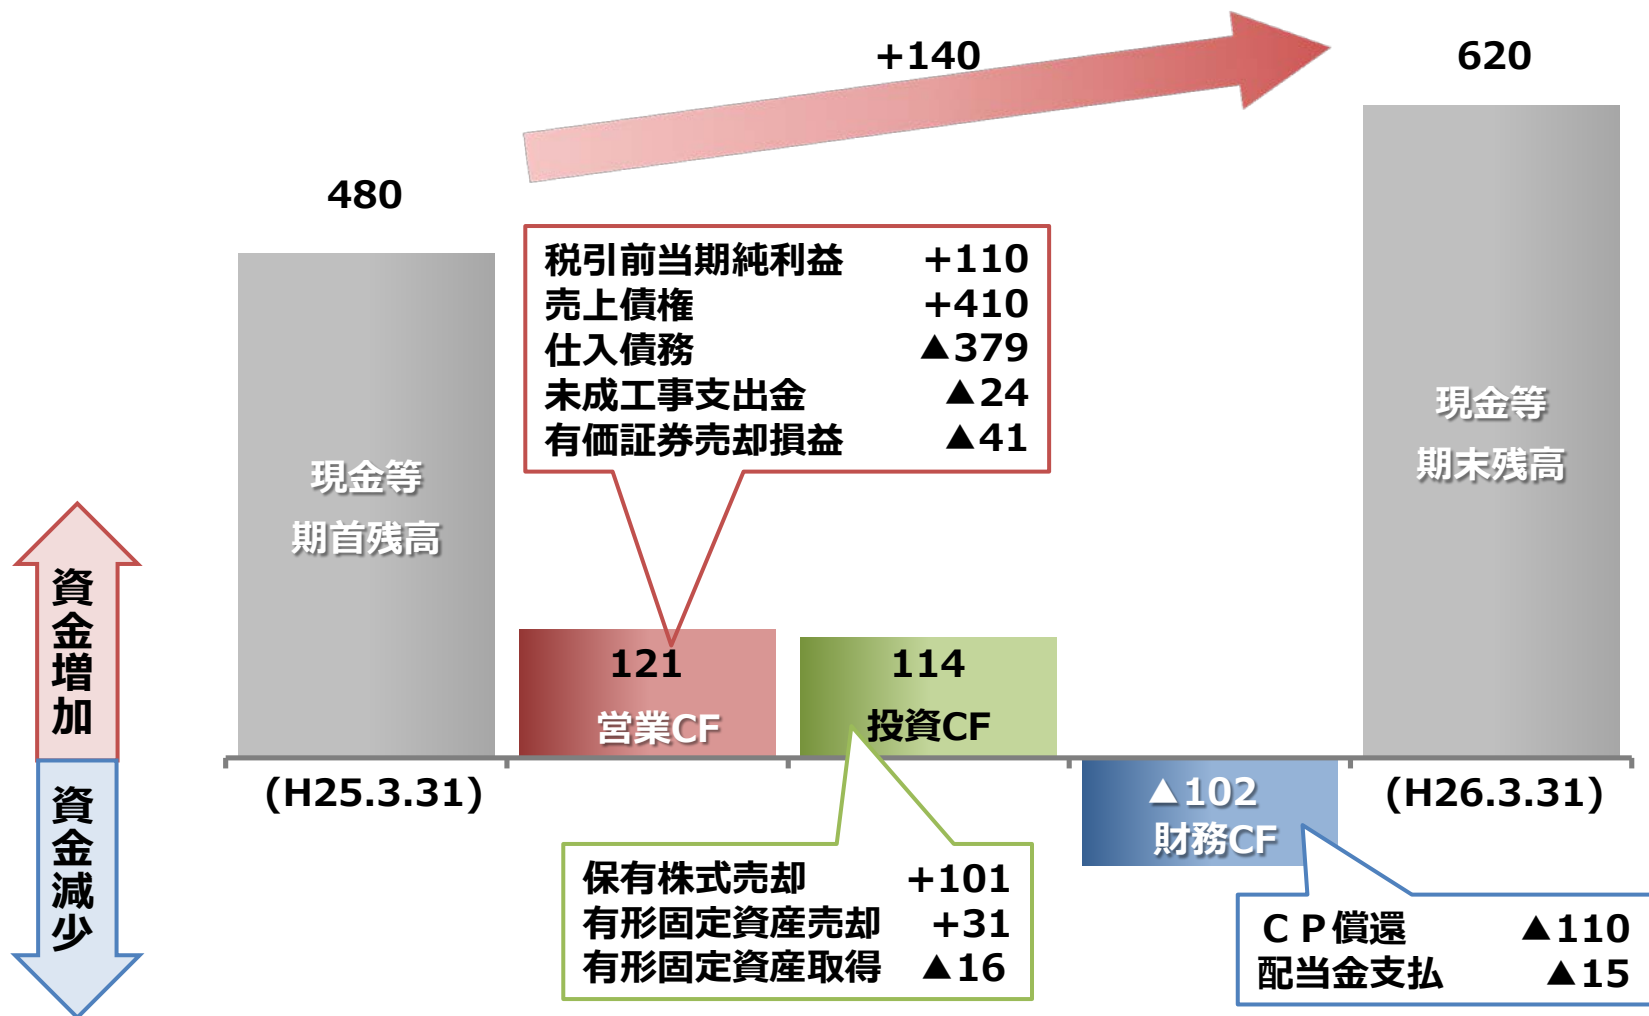 +140
620
480
税引前当期純利益 +110
売上債権 +410
仕入債務 ▲379
未成工事支出金 ▲24
有価証券売却損益 ▲41
現金等
期首残高
現金等
期末残高
資金増加
121
営業CF
114
投資CF
(H25.3.31)
▲102
財務CF
(H26.3.31)
資金減少
保有株式売却 +101
有形固定資産売却 +31
有形固定資産取得 ▲16
ＣＰ償還 ▲110
配当金支払 ▲15